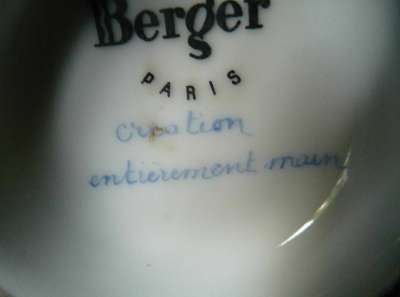 Berger
PARIS
création
entièrement main